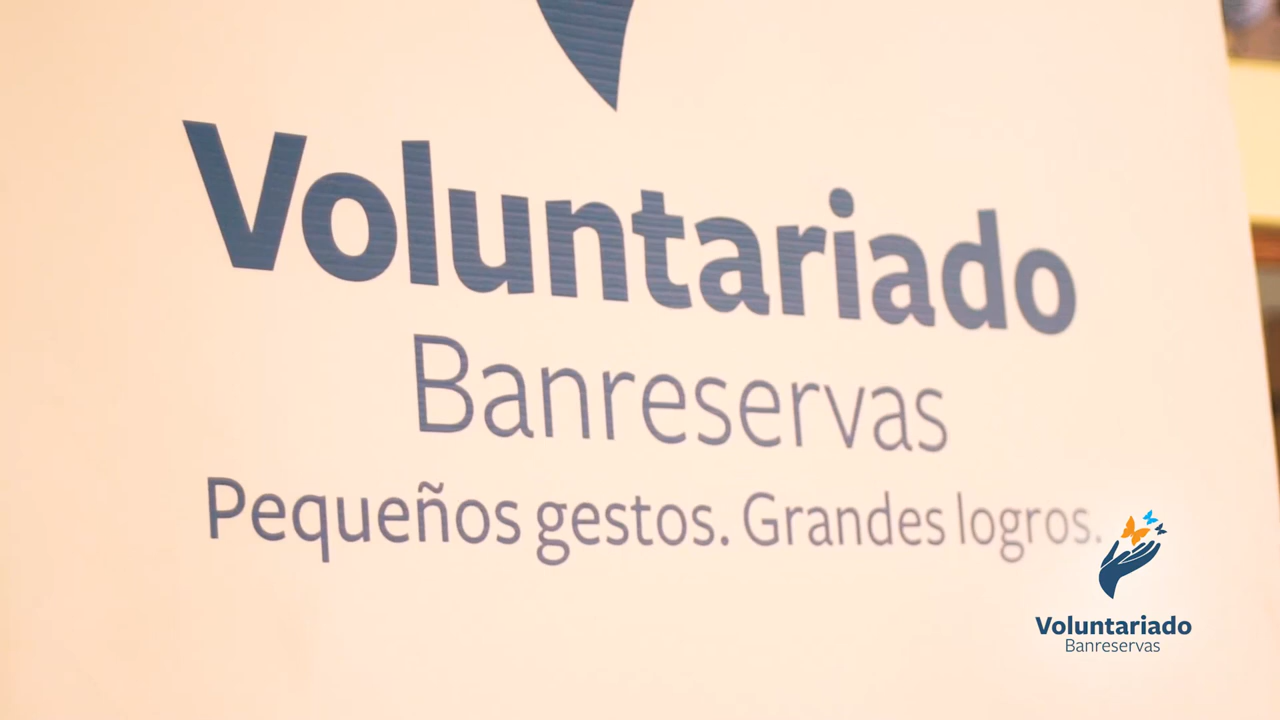 Voluntariado
Banreservas
Pequeños gestos. Grandes logros.
Voluntariado
Banreservas